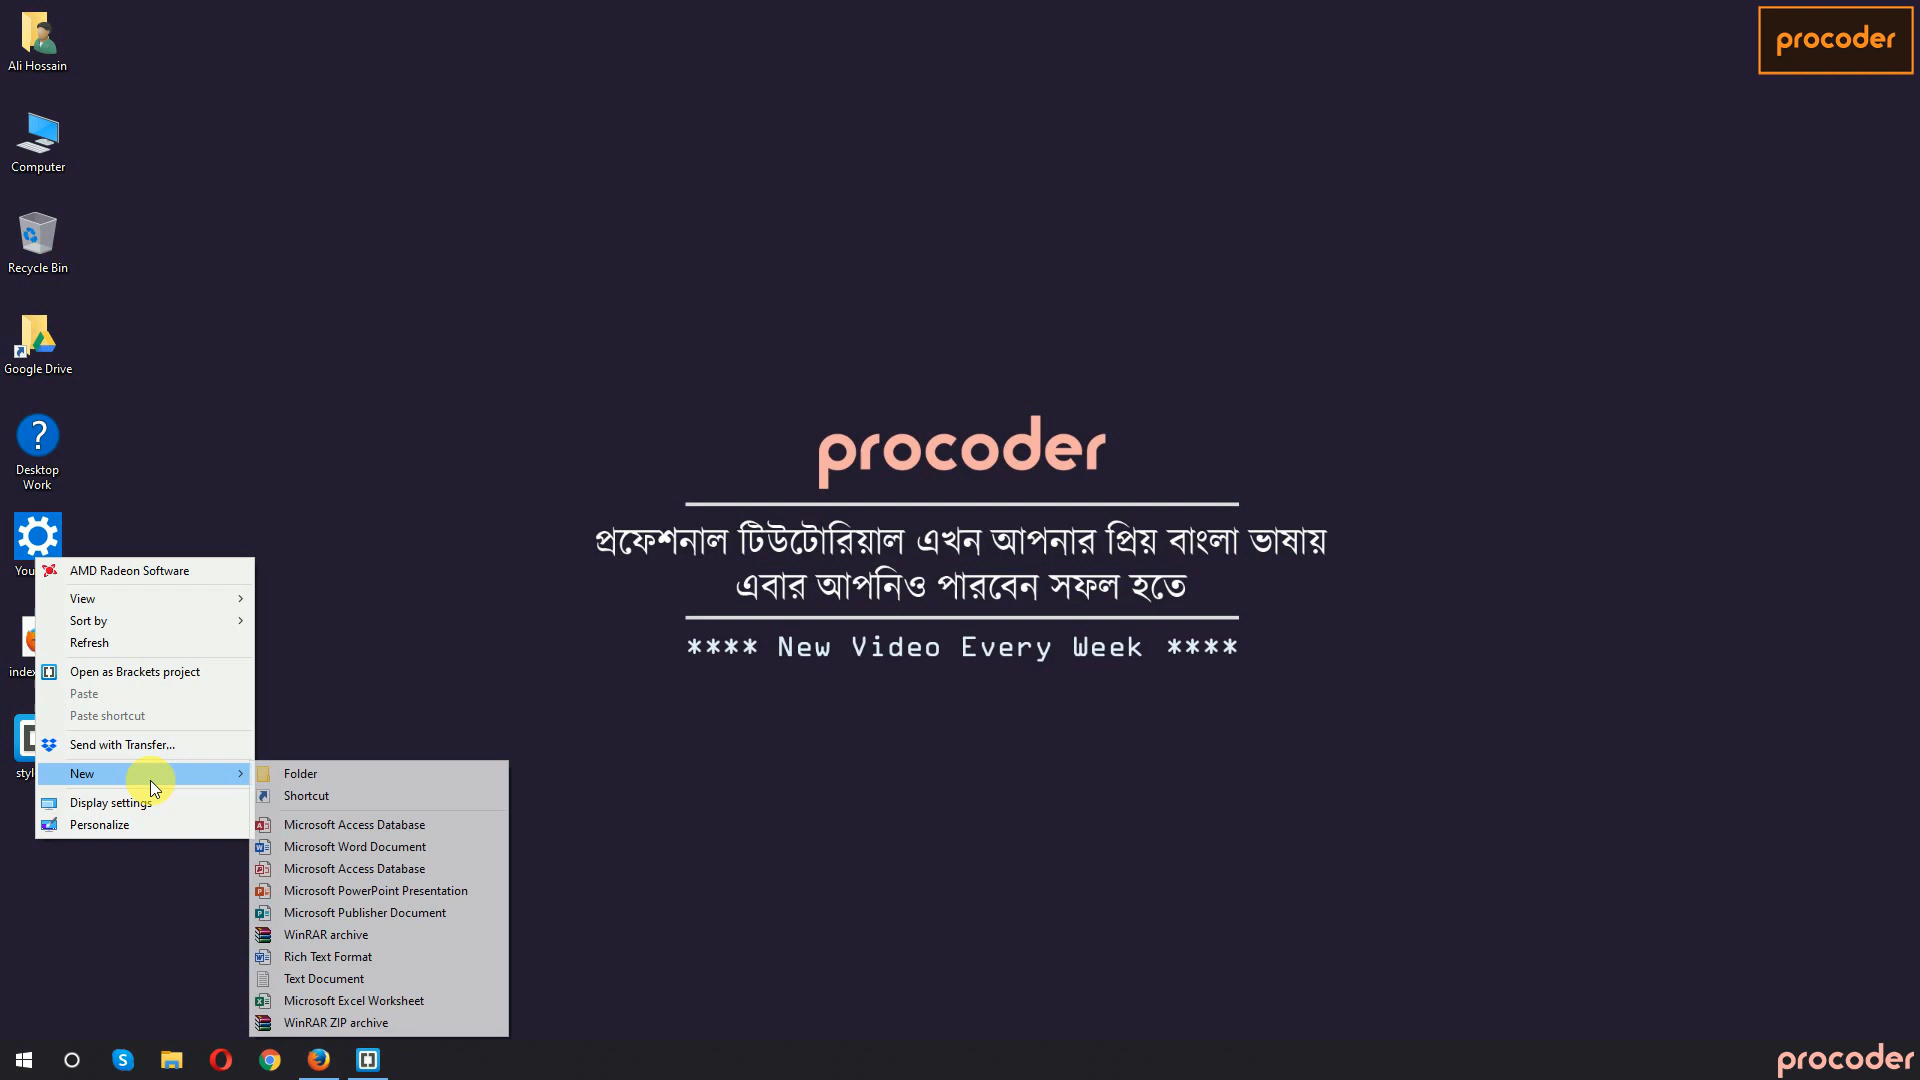 Ali Hossain
procoder
Computer
Recycle Bin
Google Drive
Desktop
Work
You
index
styl
AMD Radeon Software
View
Sort by
Refresh
Open as Brackets project
Paste
Paste shortcut
Send with Transfer...
New
Display settings
Personalize
Folder
Shortcut
Microsoft Access Database
Microsoft Word Document
Microsoft Access Database
Microsoft PowerPoint Presentation
Microsoft Publisher Document
WinRAR archive
Rich Text Format
Text Document
Microsoft Excel Worksheet
WinRAR ZIP archive
procoder
প্রফেশনাল টিউটোরিয়াল এখন আপনার প্রিয় বাংলা ভাষায়
এবার আপনিও পারবেন সফল হতে
**** New Video Every Week ****
procoder